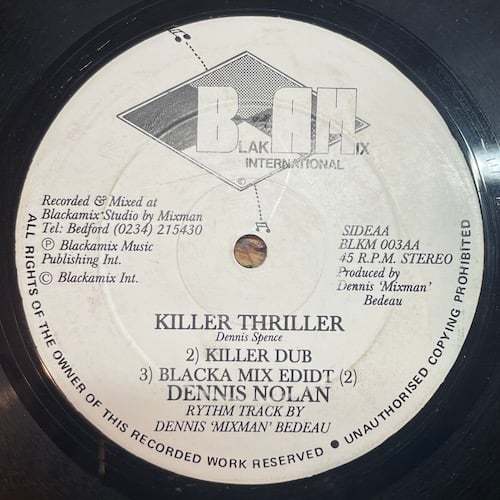 B AM
LAK IX
INTERNATIONAL
©
Recorded & Mixed at
Blackamix Studio by Mixman
Tel: Bedford (0234) 215430
Ⓟ Blackamix Music
Publishing Int.
© Blackamix Int.
SIDEAA
BLKM 003AA
45 R.P.M. STEREO
Produced by
Dennis 'Mixman'
Bedeau
KILLER THRILLER
Dennis Spence
2) KILLER DUB
3) BLACKA MIX EDIDT (2)
DENNIS NOLAN
RYTHM TRACK BY
DENNIS 'MIXMAN' BEDEAU
ALL RIGHTS OF THE OWNER OF THIS RECORDED WORK RESERVED • UNAUTHORISED COPYING PROHIBITED